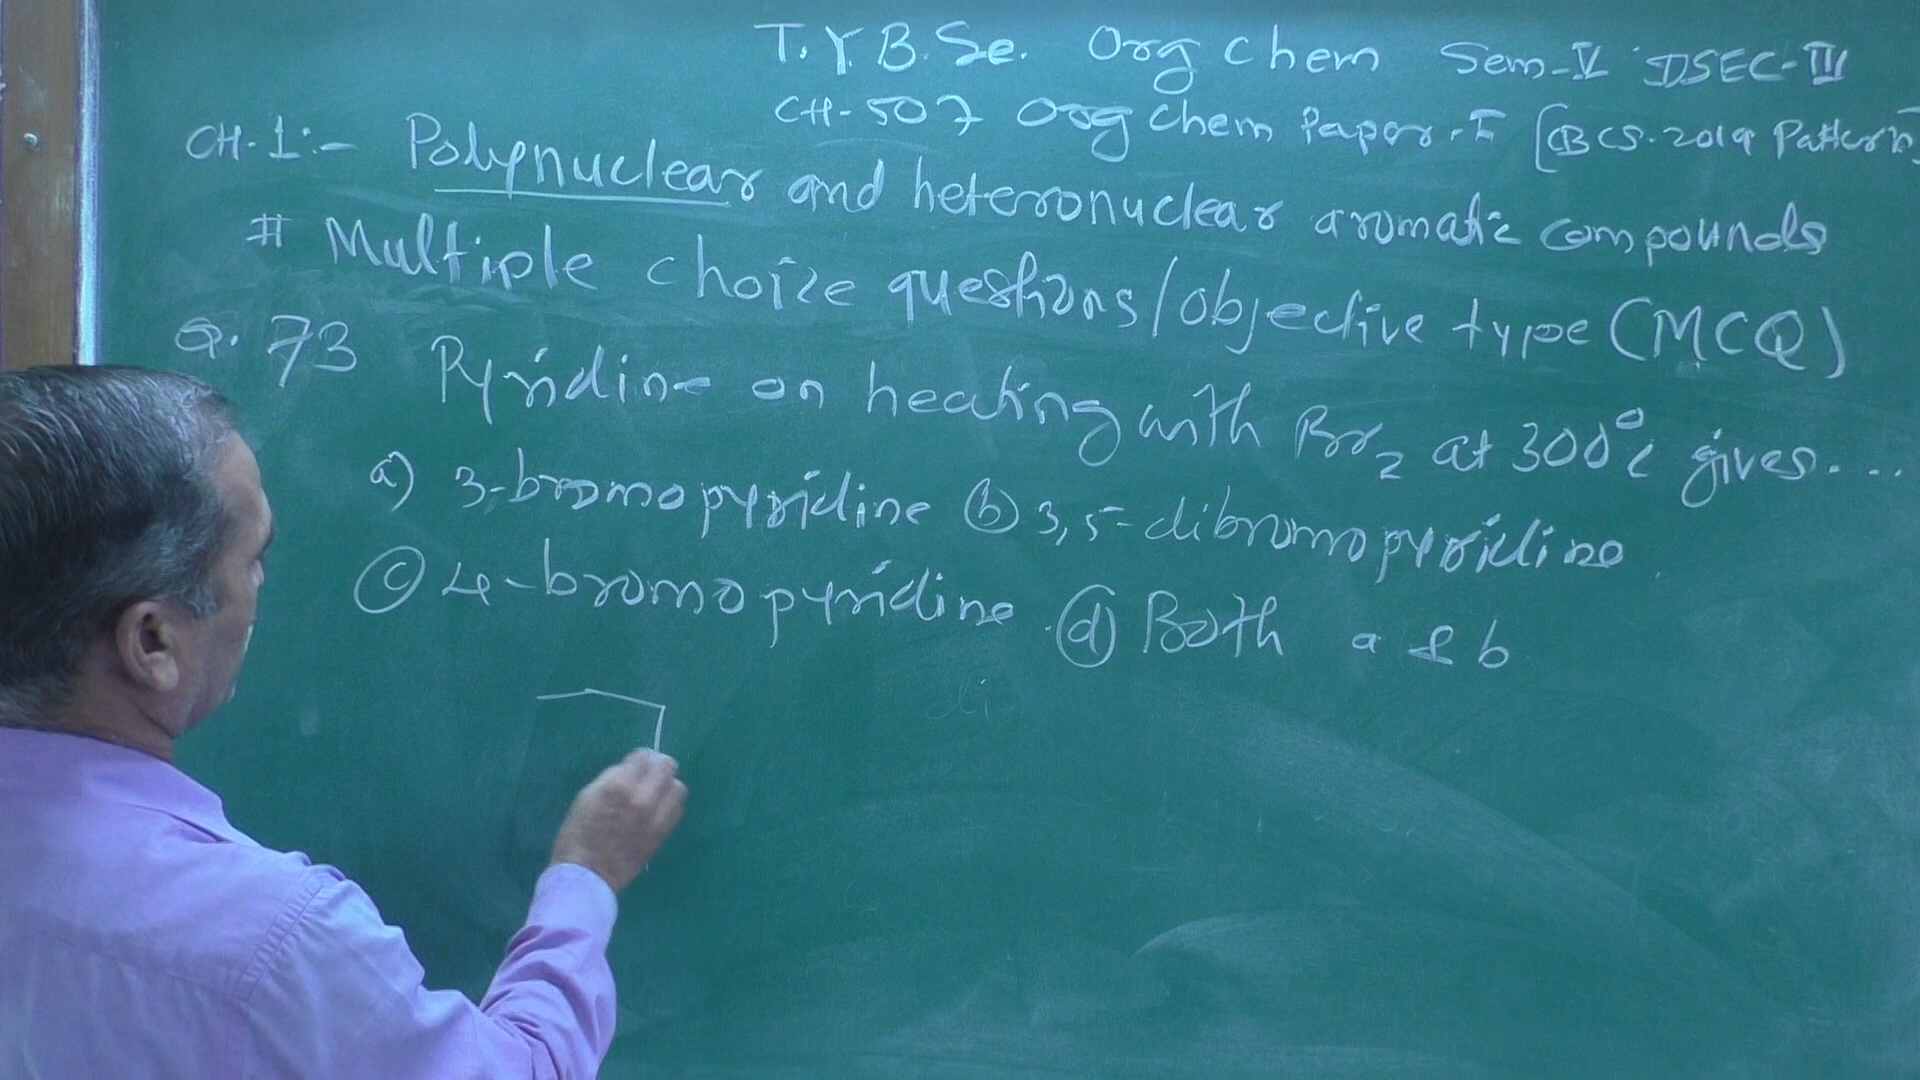 T.Y.B.Sc. Org chem Sem-V DSEC-III
CH-507 Org chem Paper-I [CBCS-2019 Pattern]
CH.1:- Polynuclear and heteronuclear aromatic compounds
# Multiple choice questions/objective type (MCQ)
Q. 73 Pyridine on heating with Br2 at 300°c gives....
a) 3-bromopyridine (b) 3,5-dibromopyridine
(c) 4-bromopyridine (d) Both a & b
di